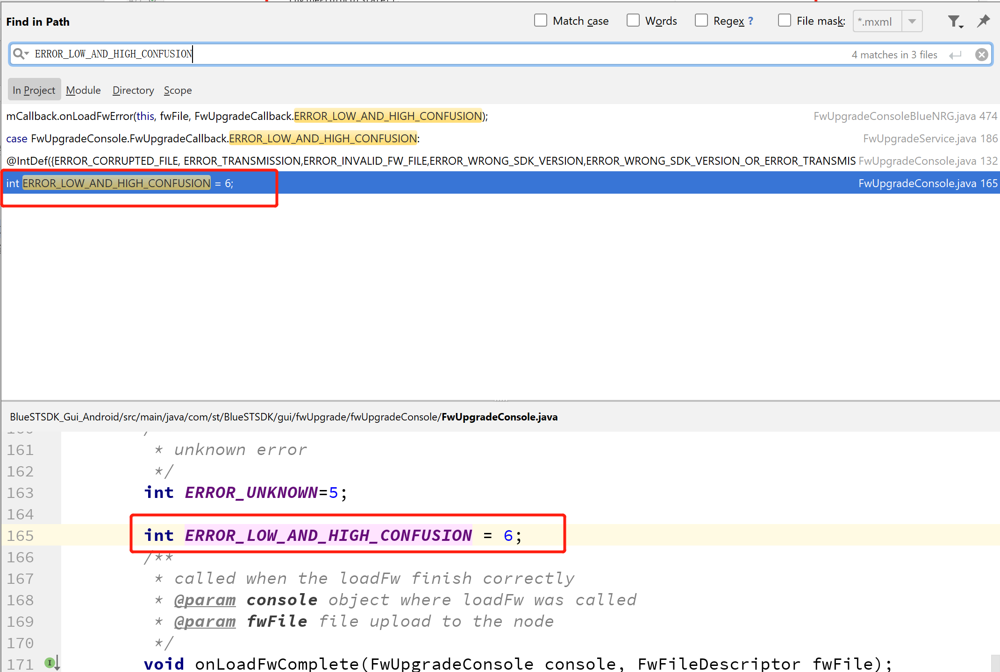 Find in Path
Match case
Words
Regex ?
File mask:
*.mxml
ERROR_LOW_AND_HIGH_CONFUSION
4 matches in 3 files
In Project Module Directory Scope
mCallback.onLoadFwError(this, fwFile, FwUpgradeCallback.ERROR_LOW_AND_HIGH_CONFUSION); FwUpgradeConsoleBlueNRG.java 474
case FwUpgradeConsole.FwUpgradeCallback.ERROR_LOW_AND_HIGH_CONFUSION: FwUpgradeService.java 186
@IntDef({ERROR_CORRUPTED_FILE, ERROR_TRANSMISSION,ERROR_INVALID_FW_FILE,ERROR_WRONG_SDK_VERSION,ERROR_WRONG_SDK_VERSION_OR_ERROR_TRANSMIS FwUpgradeConsole.java 132
int ERROR_LOW_AND_HIGH_CONFUSION = 6; FwUpgradeConsole.java 165
BlueSTSDK_Gui_Android/src/main/java/com/st/BlueSTSDK/gui/fwUpgrade/fwUpgradeConsole/FwUpgradeConsole.java
161 * unknown error
162 */
163 int ERROR_UNKNOWN=5;
164
165 int ERROR_LOW_AND_HIGH_CONFUSION = 6;
166 /**
167 * called when the loadFw finish correctly
168 * @param console object where loadFw was called
169 * @param fwFile file upload to the node
170 */
171 void onLoadFwComplete(FwUpgradeConsole console, FwFileDescriptor fwFile);